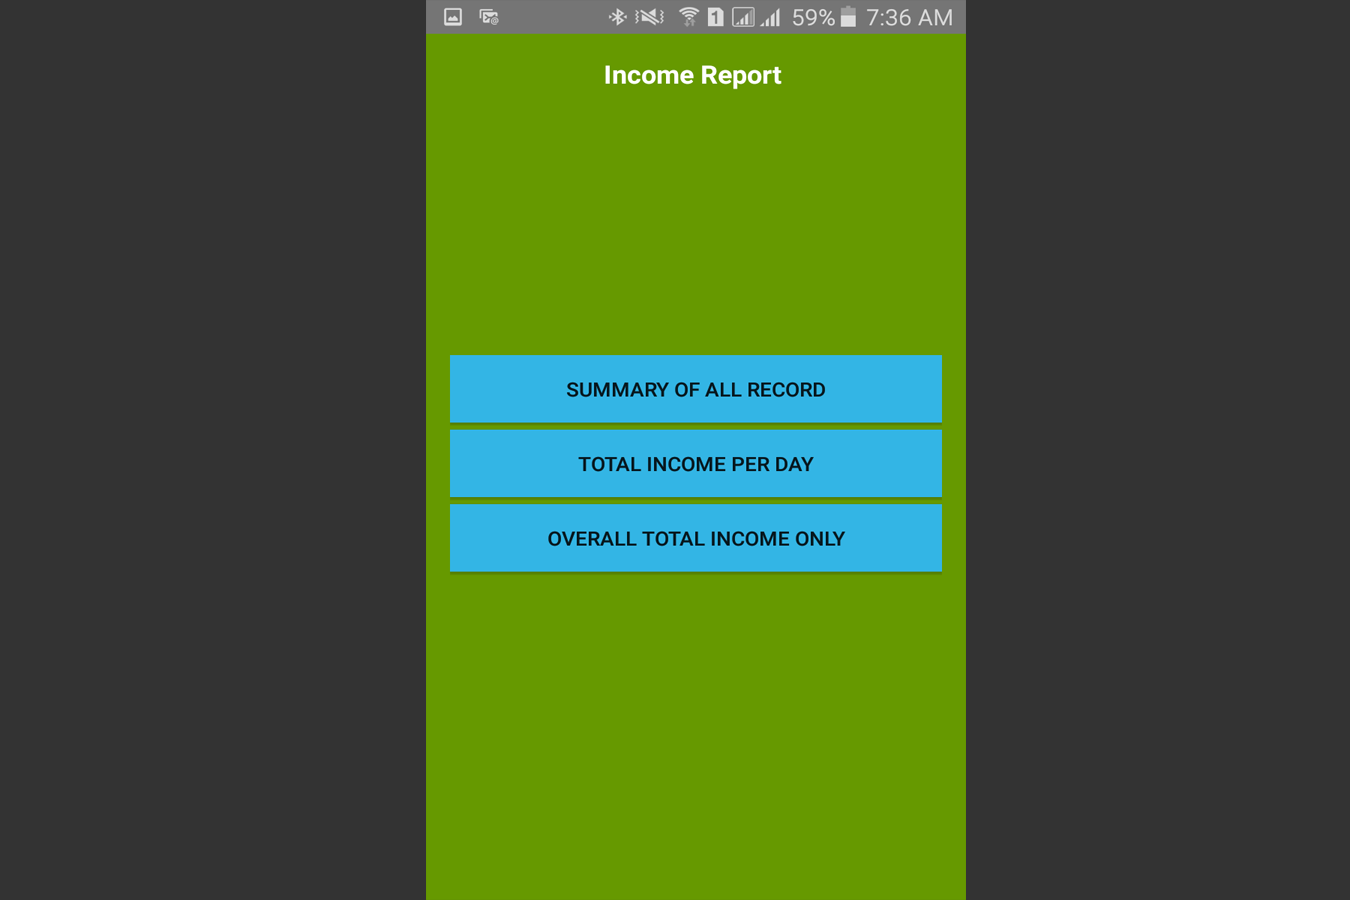 1 59% 7:36 AM
Income Report
SUMMARY OF ALL RECORD
TOTAL INCOME PER DAY
OVERALL TOTAL INCOME ONLY